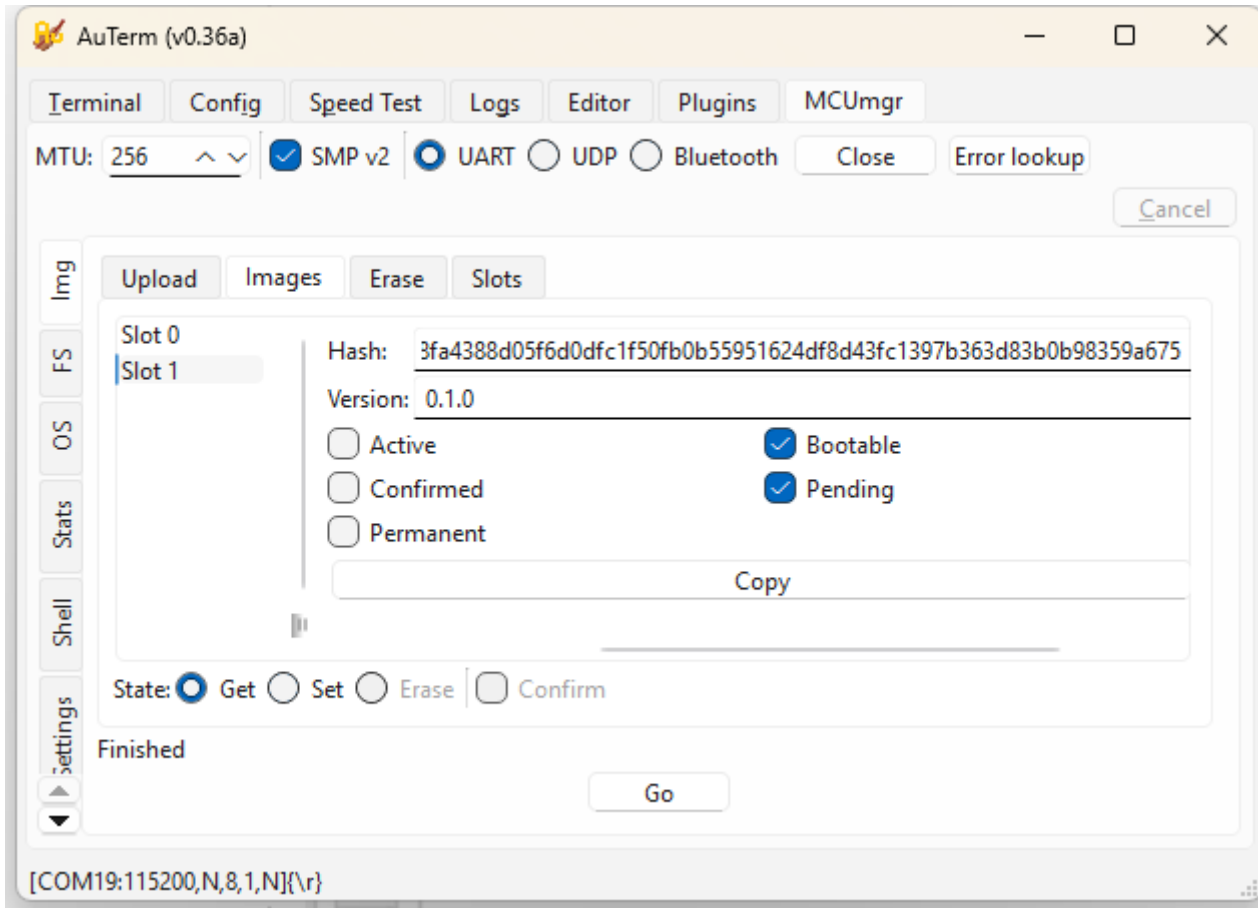 AuTerm (v0.36a)
Terminal Config Speed Test Logs Editor Plugins MCUmgr
MTU: 256 SMP v2 UART UDP Bluetooth Close Error lookup
Cancel
Img
FS
OS
Stats
Shell
Settings
Upload Images Erase Slots
Slot 0
Slot 1
Hash: 3fa4388d05f6d0dfc1f50fb0b55951624df8d43fc1397b363d83b0b98359a675
Version: 0.1.0
Active Bootable
Confirmed Pending
Permanent
Copy
State: Get Set Erase Confirm
Finished
Go
[COM19:115200,N,8,1,N]{\r}